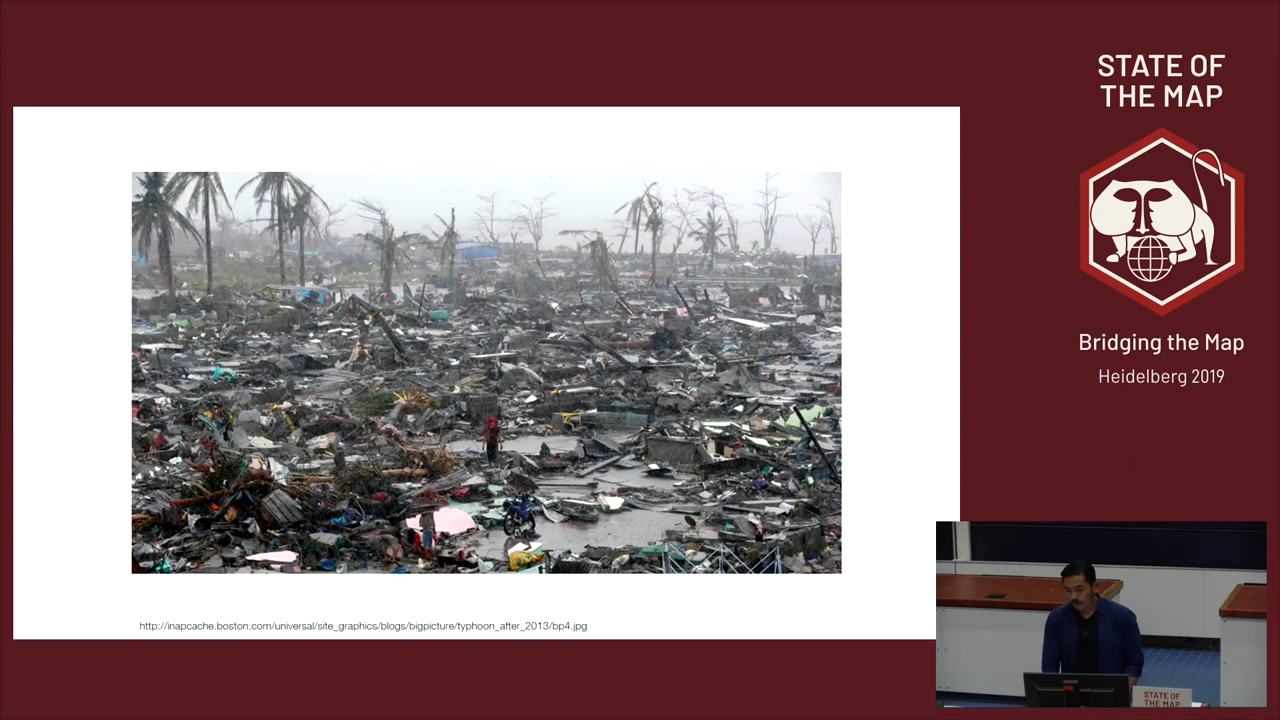 STATE OF
THE MAP
Bridging the Map
Heidelberg 2019
http://inapcache.boston.com/universal/site_graphics/blogs/bigpicture/typhoon_after_2013/bp4.jpg
STATE OF
THE MAP